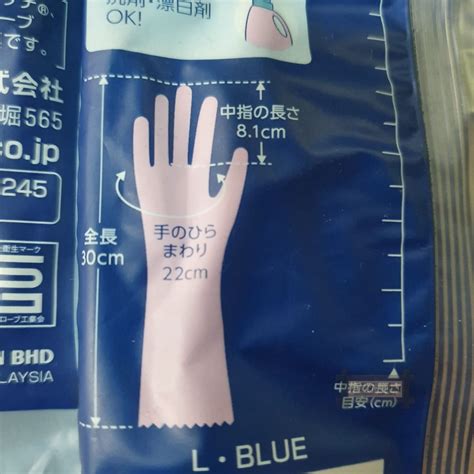 洗剤・漂白剤
OK!
ーブ
です。
式会社
堀565
co.jp
245
中指の長さ
8.1cm
全長
30cm
手のひら
まわり
22cm
衛生マーク
ローブ工業会
N BHD
LAYSIA
中指の長さ
目安(cm)
L・BLUE